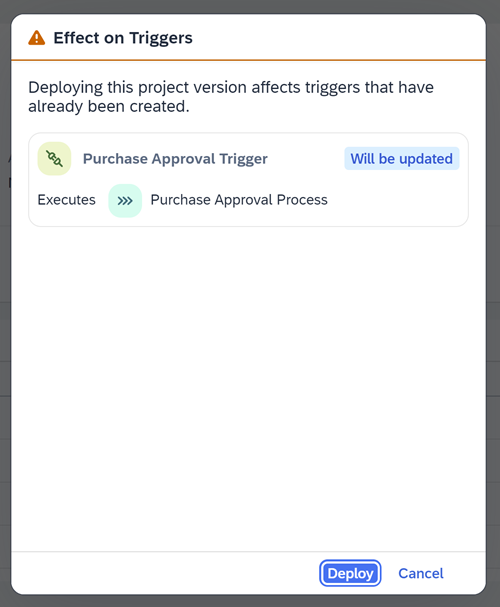 Effect on Triggers
Deploying this project version affects triggers that have
already been created.
Purchase Approval Trigger
Will be updated
Executes
Purchase Approval Process
Deploy
Cancel